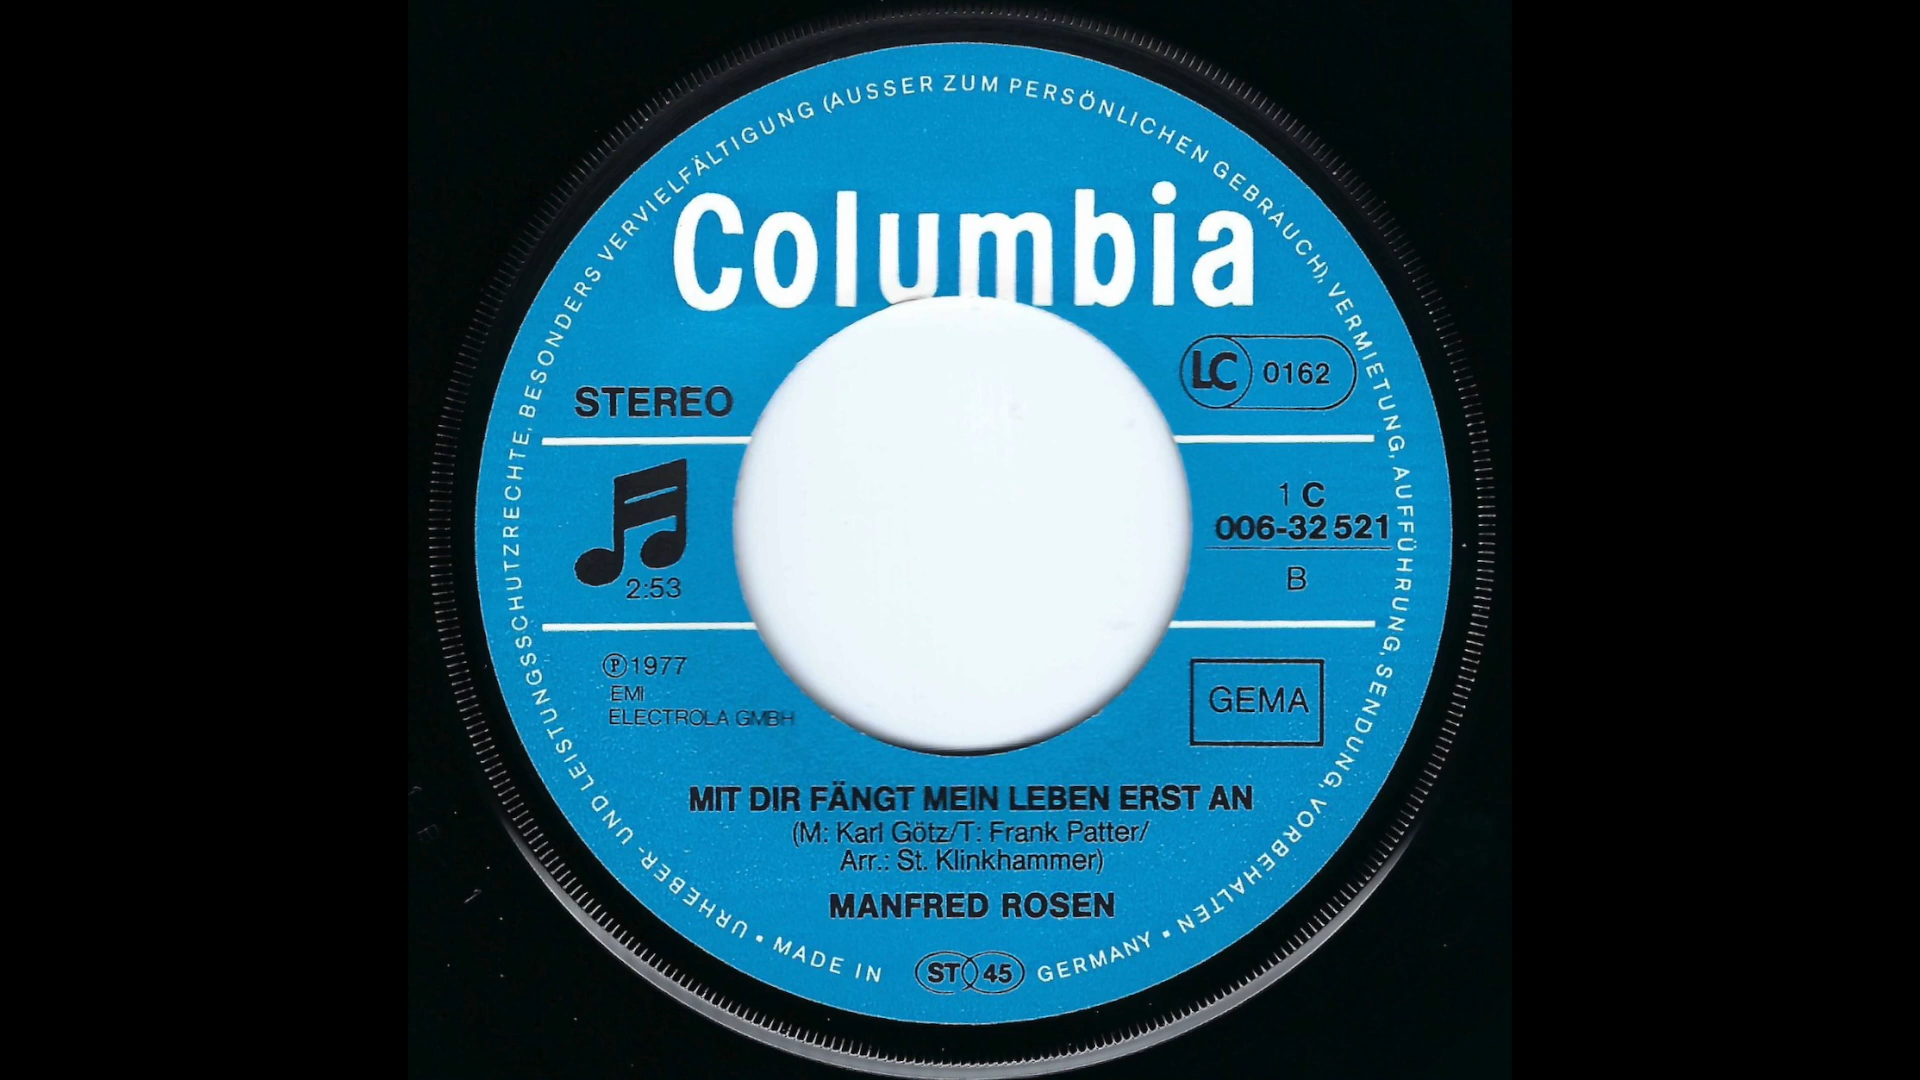 URHEBER- UND LEISTUNGSSCHUTZRECHTE, BESONDERS VERVIELFÄLTIGUNG (AUSSER ZUM PERSÖNLICHEN GEBRAUCH), VERMIETUNG, AUFFÜHRUNG, SENDUNG, VORBEHALTEN
Columbia
STEREO
LC 0162
1 C
006-32 521
B
2:53
Ⓟ1977
EMI
ELECTROLA GMBH
GEMA
MIT DIR FÄNGT MEIN LEBEN ERST AN
(M: Karl Götz/T: Frank Patter/
Arr.: St. Klinkhammer)
MANFRED ROSEN
• MADE IN ST 45 GERMANY •